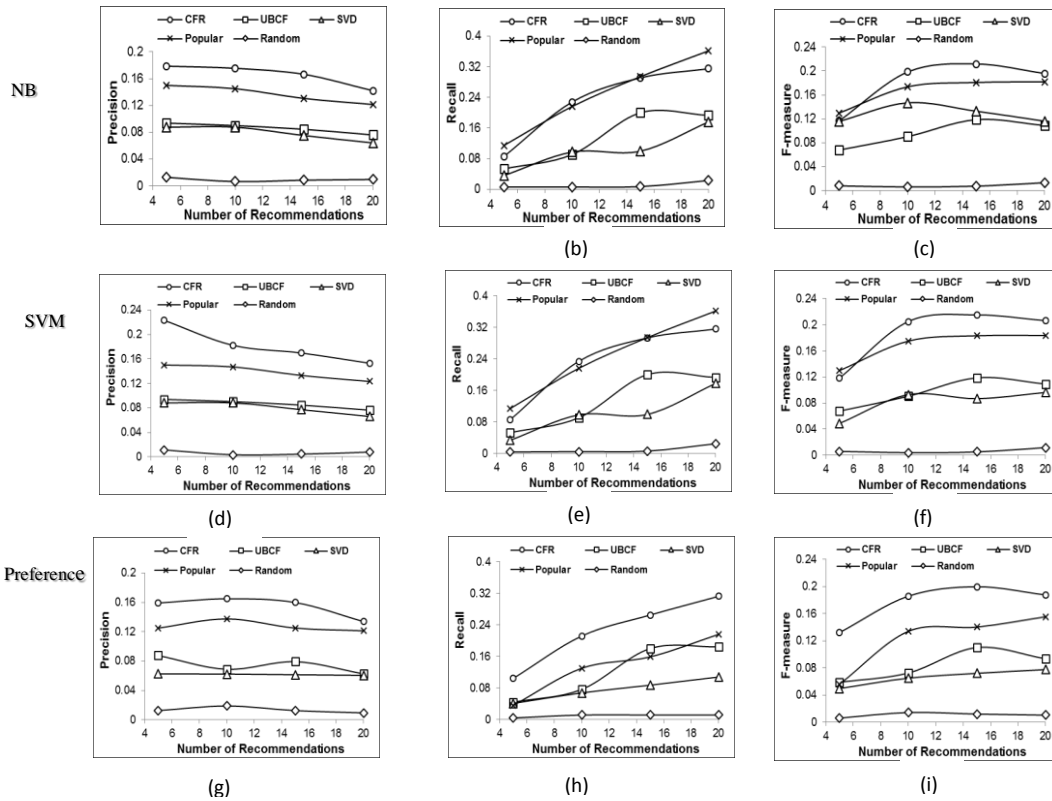 NB
CFR UBCF SVD
Popular Random
0.2
0.16
0.12
0.08
0.04
0
Precision
4 6 8 10 12 14 16 18 20
Number of Recommendations
CFR UBCF SVD
Popular Random
0.4
0.32
0.24
0.16
0.08
0
Recall
4 6 8 10 12 14 16 18 20
Number of Recommendations
(b)
CFR UBCF SVD
Popular Random
0.24
0.2
0.16
0.12
0.08
0.04
0
F-measure
4 6 8 10 12 14 16 18 20
Number of Recommendations
(c)
SVM
CFR UBCF SVD
Popular Random
0.24
0.2
0.16
0.12
0.08
0.04
0
Precision
4 6 8 10 12 14 16 18 20
Number of Recommendations
(d)
CFR UBCF SVD
Popular Random
0.4
0.32
0.24
0.16
0.08
0
Recall
4 6 8 10 12 14 16 18 20
Number of Recommendations
(e)
CFR UBCF SVD
Popular Random
0.24
0.2
0.16
0.12
0.08
0.04
0
F-measure
4 6 8 10 12 14 16 18 20
Number of Recommendations
(f)
Preference
CFR UBCF SVD
Popular Random
0.2
0.16
0.12
0.08
0.04
0
Precision
4 6 8 10 12 14 16 18 20
Number of Recommendations
(g)
CFR UBCF SVD
Popular Random
0.4
0.32
0.24
0.16
0.08
0
Recall
4 6 8 10 12 14 16 18 20
Number of Recommendations
(h)
CFR UBCF SVD
Popular Random
0.24
0.2
0.16
0.12
0.08
0.04
0
F-measure
4 6 8 10 12 14 16 18 20
Number of Recommendations
(i)